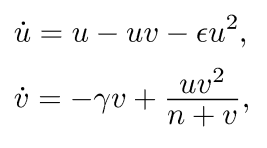 u̇ = u − uv − ϵu²,
v̇ = −γv + uv²/(n + v),